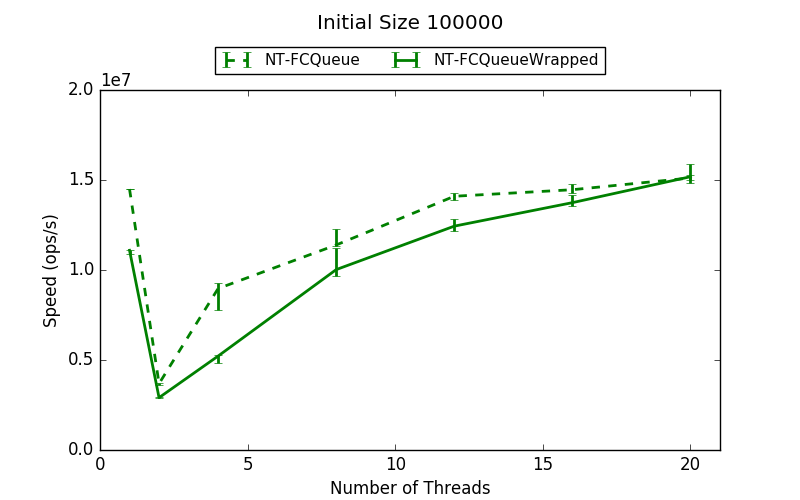 Initial Size 100000
NT-FCQueue NT-FCQueueWrapped
1e7
2.0
1.5
1.0
0.5
0.0
Speed (ops/s)
0 5 10 15 20
Number of Threads